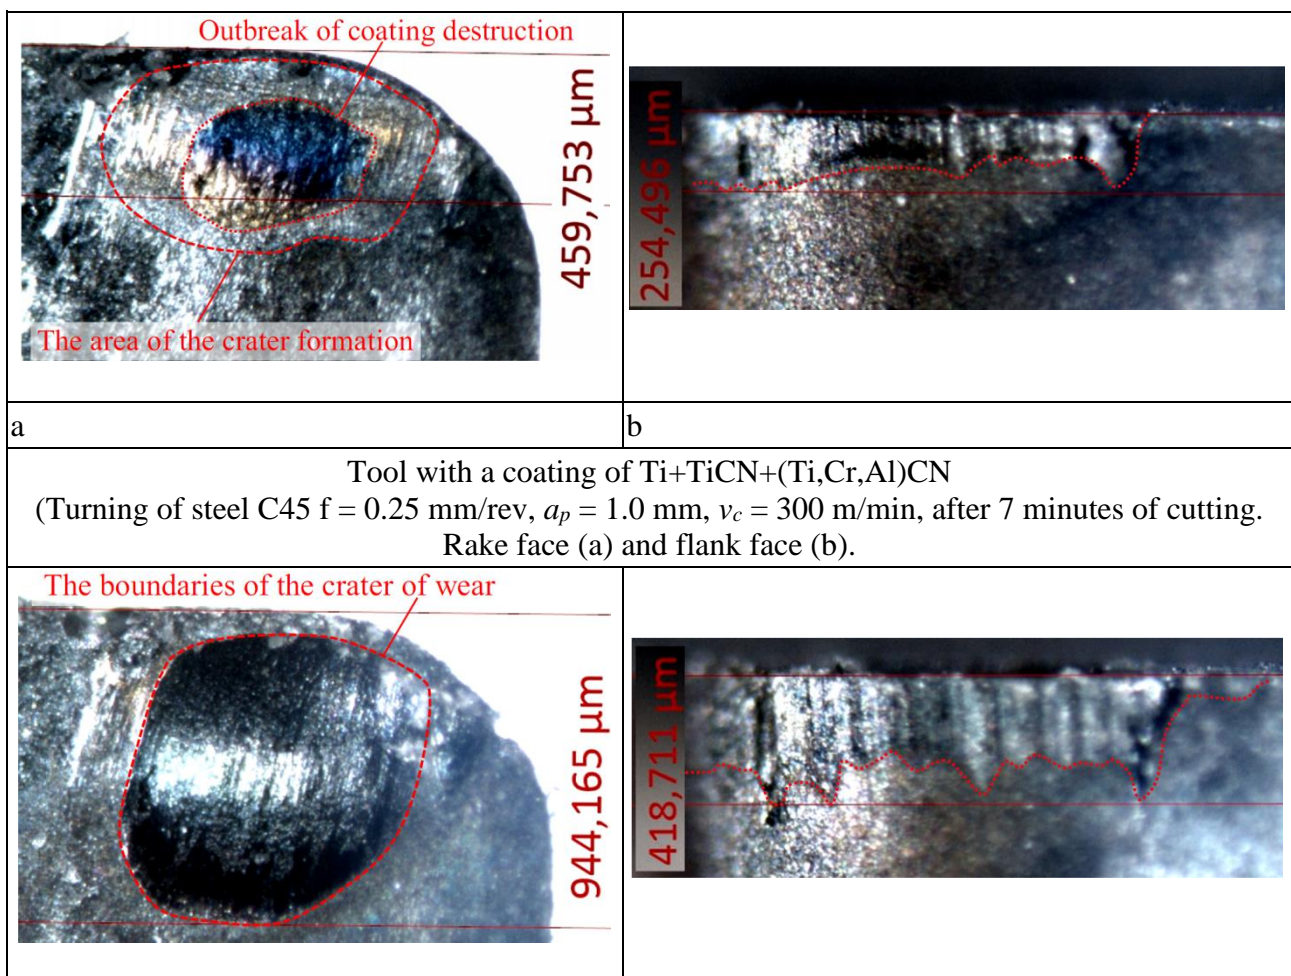 Outbreak of coating destruction
459,753 μm
The area of the crater formation
254,496 μm
a
b
Tool with a coating of Ti+TiCN+(Ti,Cr,Al)CN
(Turning of steel C45 f = 0.25 mm/rev, ap = 1.0 mm, vc = 300 m/min, after 7 minutes of cutting.
Rake face (a) and flank face (b).
The boundaries of the crater of wear
944,165 μm
418,711 μm